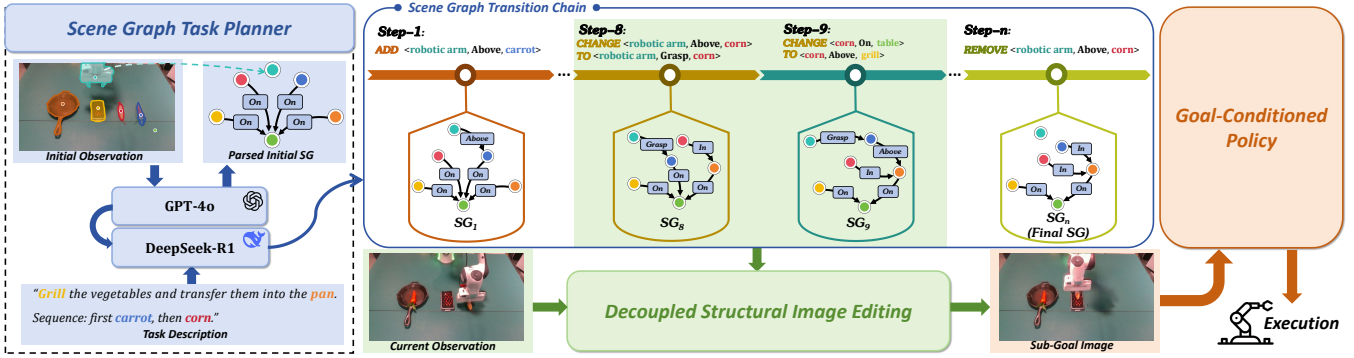 Scene Graph Task Planner
Initial Observation
On
On
On
On
Parsed Initial SG
GPT-4o
DeepSeek-R1
“Grill the vegetables and transfer them into the pan.
Sequence: first carrot, then corn.”
Task Description
Scene Graph Transition Chain
Step-1:
ADD <robotic arm, Above, carrot>
Above
On
On
On
On
SG1
...
Step-8:
CHANGE <robotic arm, Above, corn>
TO <robotic arm, Grasp, corn>
Grasp
In
On
On
On
SG8
Step-9:
CHANGE <corn, On, table>
TO <corn, Above, grill>
Grasp
Above
In
On
On
SG9
...
Step-n:
REMOVE <robotic arm, Above, corn>
In
In
On
On
SGn
(Final SG)
Current Observation
Decoupled Structural Image Editing
Sub-Goal Image
Goal-Conditioned
Policy
Execution